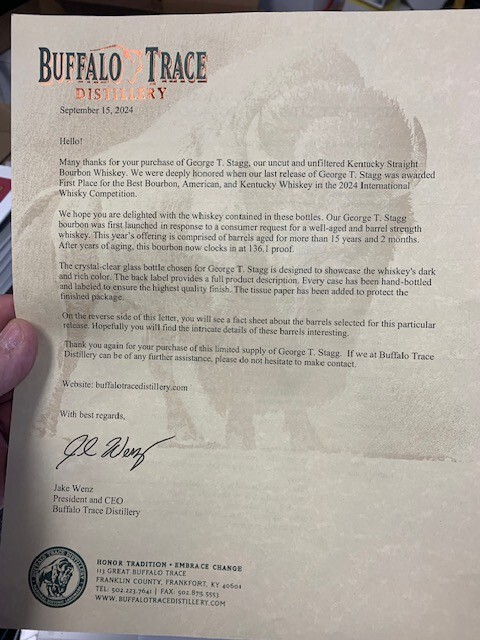 BUFFALO TRACE
DISTILLERY
September 15, 2024
Hello!
Many thanks for your purchase of George T. Stagg, our uncut and unfiltered Kentucky Straight
Bourbon Whiskey. We were deeply honored when our last release of George T. Stagg was awarded
First Place for the Best Bourbon, American, and Kentucky Whiskey in the 2024 International
Whisky Competition.
We hope you are delighted with the whiskey contained in these bottles. Our George T. Stagg
bourbon was first launched in response to a consumer request for a well-aged and barrel strength
whiskey. This year's offering is comprised of barrels aged for more than 15 years and 2 months.
After years of aging, this bourbon now clocks in at 136.1 proof.
The crystal-clear glass bottle chosen for George T. Stagg is designed to showcase the whiskey's dark
and rich color. The back label provides a full product description. Every case has been hand-bottled
and labeled to ensure the highest quality finish. The tissue paper has been added to protect the
finished package.
On the reverse side of this letter, you will see a fact sheet about the barrels selected for this particular
release. Hopefully you will find the intricate details of these barrels interesting.
Thank you again for your purchase of this limited supply of George T. Stagg. If we at Buffalo Trace
Distillery can be of any further assistance, please do not hesitate to make contact.
Website: buffalotracedistillery.com
With best regards,
Jake Wenz
President and CEO
Buffalo Trace Distillery
HONOR TRADITION • EMBRACE CHANGE
113 GREAT BUFFALO TRACE
FRANKLIN COUNTY, FRANKFORT, KY 40601
TEL: 502.223.7641 | FAX: 502.875.5553
WWW.BUFFALOTRACEDISTILLERY.COM
BUFFALO TRACE DISTILLERY